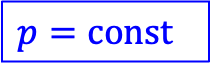 p = const